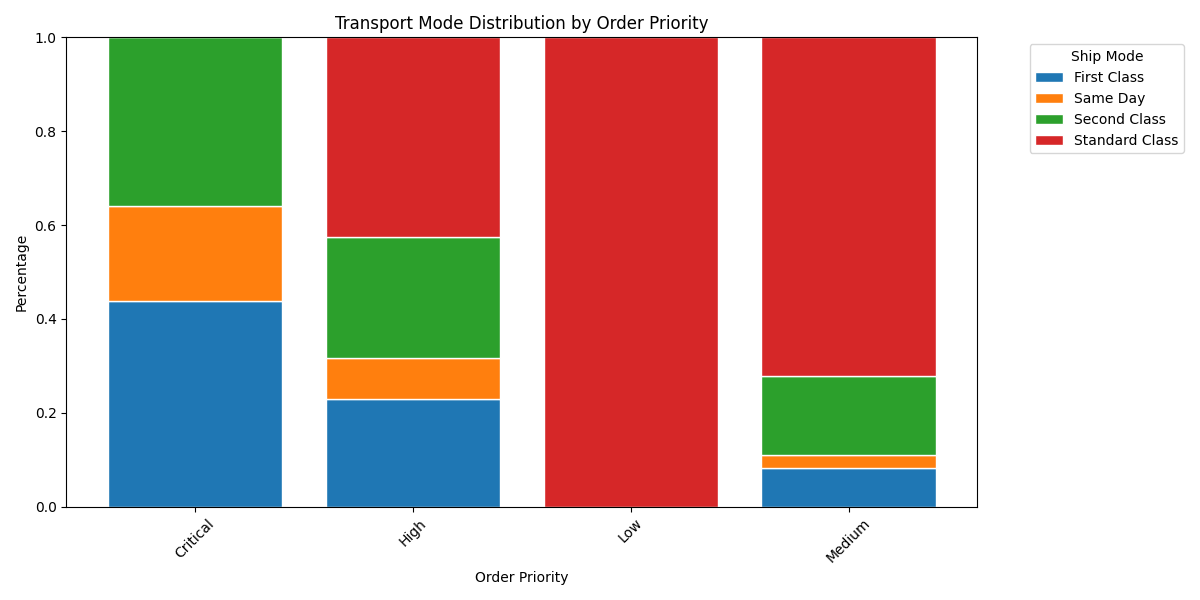 Transport Mode Distribution by Order Priority
Percentage
1.0
0.8
0.6
0.4
0.2
0.0
Critical
High
Low
Medium
Order Priority
Ship Mode
First Class
Same Day
Second Class
Standard Class